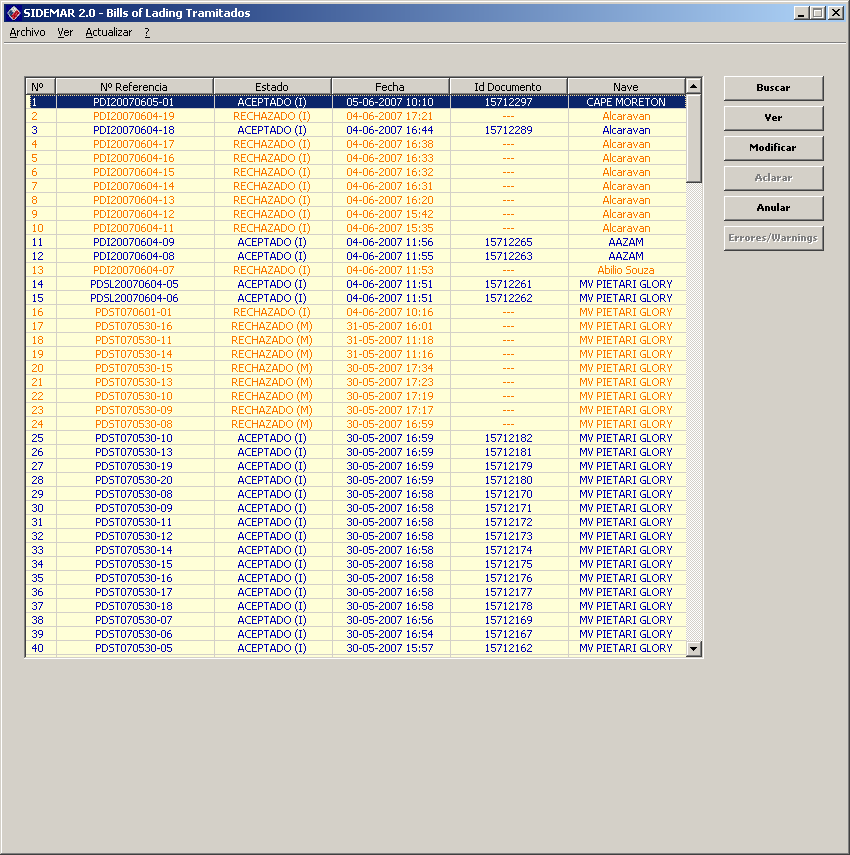 SIDEMAR 2.0 - Bills of Lading Tramitados
Archivo Ver Actualizar ?
Nº Nº Referencia Estado Fecha Id Documento Nave
1 PDI20070605-01 ACEPTADO (I) 05-06-2007 10:10 15712297 CAPE MORETON
2 PDI20070604-19 RECHAZADO (I) 04-06-2007 17:21 --- Alcaravan
3 PDI20070604-18 ACEPTADO (I) 04-06-2007 16:44 15712289 Alcaravan
4 PDI20070604-17 RECHAZADO (I) 04-06-2007 16:38 --- Alcaravan
5 PDI20070604-16 RECHAZADO (I) 04-06-2007 16:33 --- Alcaravan
6 PDI20070604-15 RECHAZADO (I) 04-06-2007 16:32 --- Alcaravan
7 PDI20070604-14 RECHAZADO (I) 04-06-2007 16:31 --- Alcaravan
8 PDI20070604-13 RECHAZADO (I) 04-06-2007 16:20 --- Alcaravan
9 PDI20070604-12 RECHAZADO (I) 04-06-2007 15:42 --- Alcaravan
10 PDI20070604-11 RECHAZADO (I) 04-06-2007 15:35 --- Alcaravan
11 PDI20070604-09 ACEPTADO (I) 04-06-2007 11:56 15712265 AAZAM
12 PDI20070604-08 ACEPTADO (I) 04-06-2007 11:55 15712263 AAZAM
13 PDI20070604-07 RECHAZADO (I) 04-06-2007 11:53 --- Abilio Souza
14 PDSL20070604-05 ACEPTADO (I) 04-06-2007 11:51 15712261 MV PIETARI GLORY
15 PDSL20070604-06 ACEPTADO (I) 04-06-2007 11:51 15712262 MV PIETARI GLORY
16 PDST070601-01 RECHAZADO (I) 04-06-2007 10:16 --- MV PIETARI GLORY
17 PDST070530-16 RECHAZADO (M) 31-05-2007 16:01 --- MV PIETARI GLORY
18 PDST070530-11 RECHAZADO (M) 31-05-2007 11:18 --- MV PIETARI GLORY
19 PDST070530-14 RECHAZADO (M) 31-05-2007 11:16 --- MV PIETARI GLORY
20 PDST070530-15 RECHAZADO (M) 30-05-2007 17:34 --- MV PIETARI GLORY
21 PDST070530-13 RECHAZADO (M) 30-05-2007 17:23 --- MV PIETARI GLORY
22 PDST070530-10 RECHAZADO (M) 30-05-2007 17:19 --- MV PIETARI GLORY
23 PDST070530-09 RECHAZADO (M) 30-05-2007 17:17 --- MV PIETARI GLORY
24 PDST070530-08 RECHAZADO (M) 30-05-2007 16:59 --- MV PIETARI GLORY
25 PDST070530-10 ACEPTADO (I) 30-05-2007 16:59 15712182 MV PIETARI GLORY
26 PDST070530-13 ACEPTADO (I) 30-05-2007 16:59 15712181 MV PIETARI GLORY
27 PDST070530-19 ACEPTADO (I) 30-05-2007 16:59 15712179 MV PIETARI GLORY
28 PDST070530-20 ACEPTADO (I) 30-05-2007 16:59 15712180 MV PIETARI GLORY
29 PDST070530-08 ACEPTADO (I) 30-05-2007 16:58 15712170 MV PIETARI GLORY
30 PDST070530-09 ACEPTADO (I) 30-05-2007 16:58 15712171 MV PIETARI GLORY
31 PDST070530-11 ACEPTADO (I) 30-05-2007 16:58 15712172 MV PIETARI GLORY
32 PDST070530-12 ACEPTADO (I) 30-05-2007 16:58 15712173 MV PIETARI GLORY
33 PDST070530-14 ACEPTADO (I) 30-05-2007 16:58 15712174 MV PIETARI GLORY
34 PDST070530-15 ACEPTADO (I) 30-05-2007 16:58 15712175 MV PIETARI GLORY
35 PDST070530-16 ACEPTADO (I) 30-05-2007 16:58 15712176 MV PIETARI GLORY
36 PDST070530-17 ACEPTADO (I) 30-05-2007 16:58 15712177 MV PIETARI GLORY
37 PDST070530-18 ACEPTADO (I) 30-05-2007 16:58 15712178 MV PIETARI GLORY
38 PDST070530-07 ACEPTADO (I) 30-05-2007 16:56 15712169 MV PIETARI GLORY
39 PDST070530-06 ACEPTADO (I) 30-05-2007 16:54 15712167 MV PIETARI GLORY
40 PDST070530-05 ACEPTADO (I) 30-05-2007 15:57 15712162 MV PIETARI GLORY
Buscar
Ver
Modificar
Aclarar
Anular
Errores/Warnings